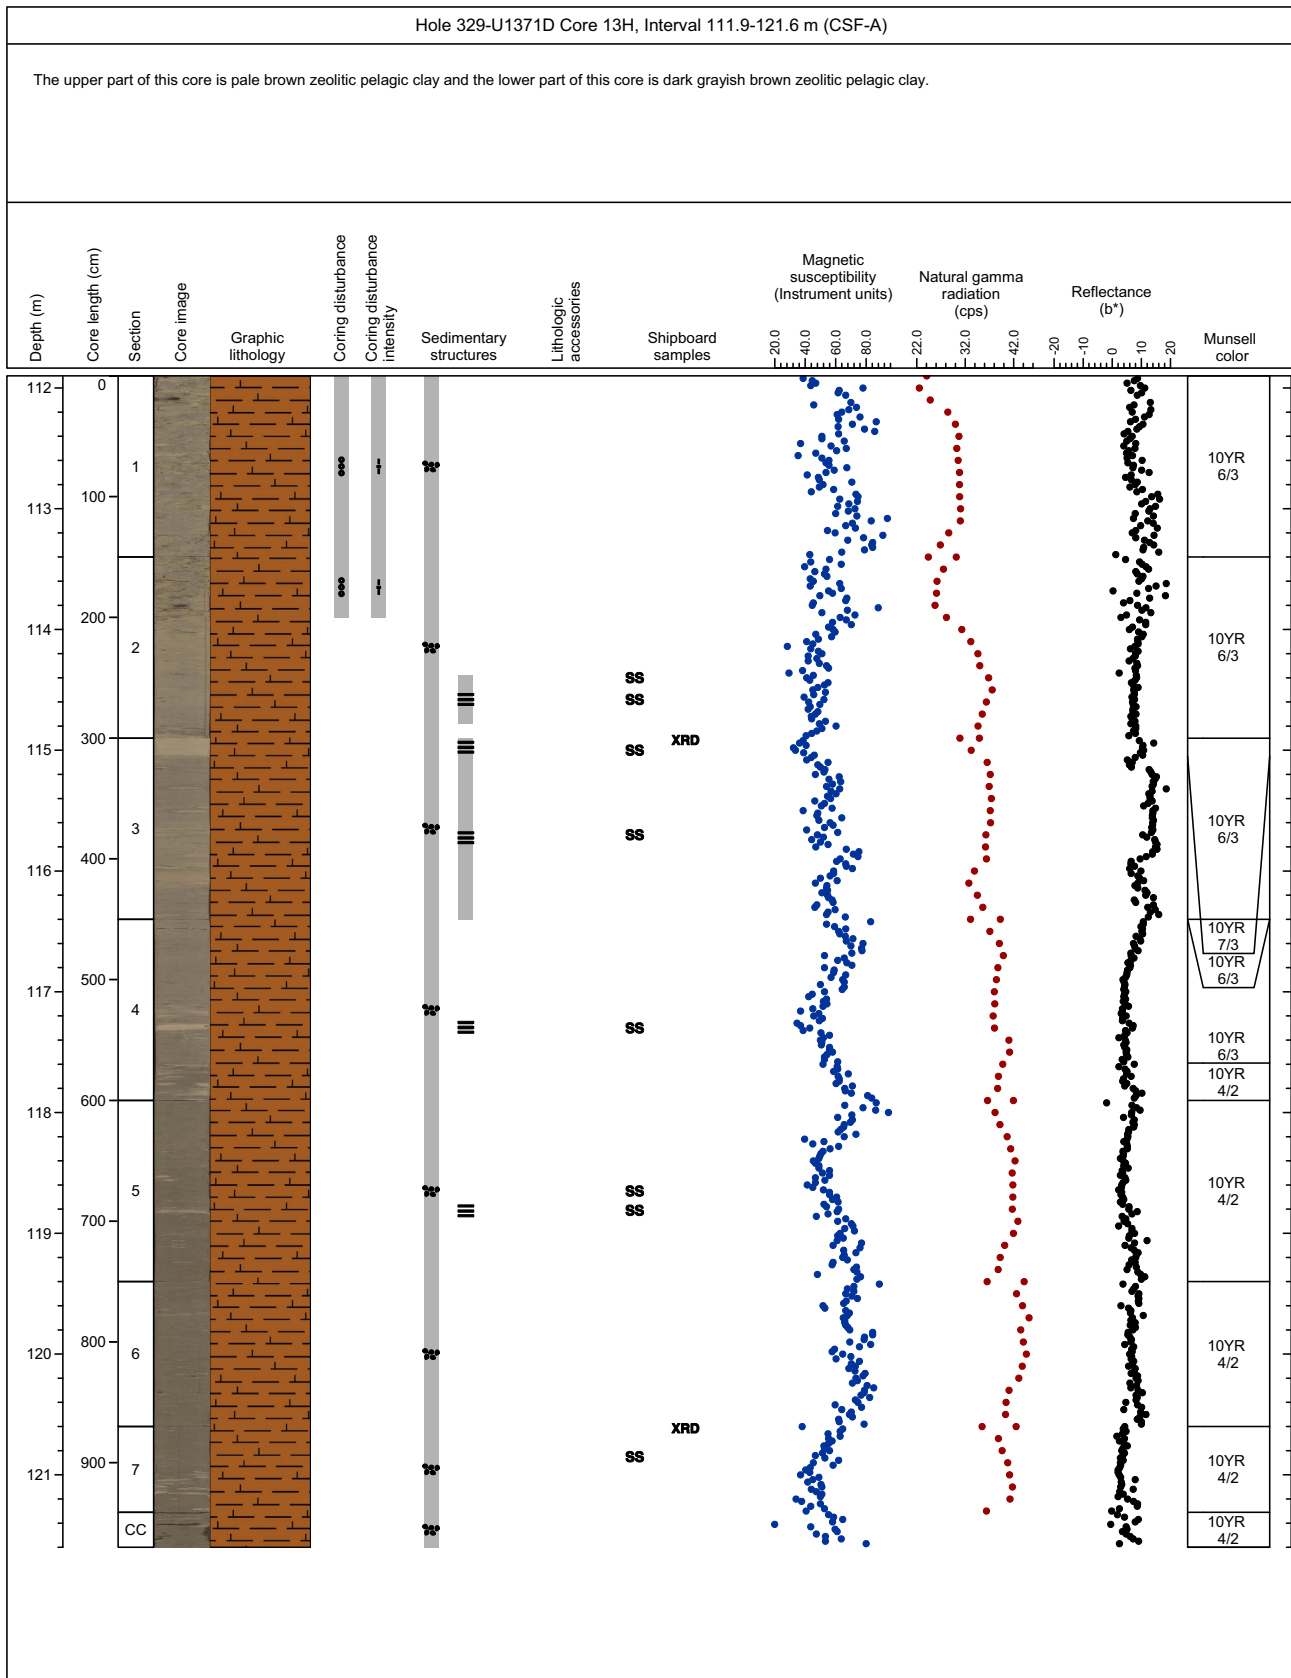 Hole 329-U1371D Core 13H, Interval 111.9-121.6 m (CSF-A)
The upper part of this core is pale brown zeolitic pelagic clay and the lower part of this core is dark grayish brown zeolitic pelagic clay.
Depth (m)
Core length (cm)
Section
Core image
Graphic
lithology
Coring disturbance
Coring disturbance
intensity
Sedimentary
structures
Lithologic
accessories
Shipboard
samples
Magnetic
susceptibility
(Instrument units)
20.0
40.0
60.0
80.0
Natural gamma
radiation
(cps)
22.0
32.0
42.0
Reflectance
(b*)
-20
-10
0
10
20
Munsell
color
112
113
114
115
116
117
118
119
120
121
0
100
200
300
400
500
600
700
800
900
1
2
3
4
5
6
7
CC
SS
SS
XRD
SS
SS
SS
SS
SS
XRD
SS
10YR
6/3
10YR
6/3
10YR
6/3
10YR
7/3
10YR
6/3
10YR
6/3
10YR
4/2
10YR
4/2
10YR
4/2
10YR
4/2
10YR
4/2